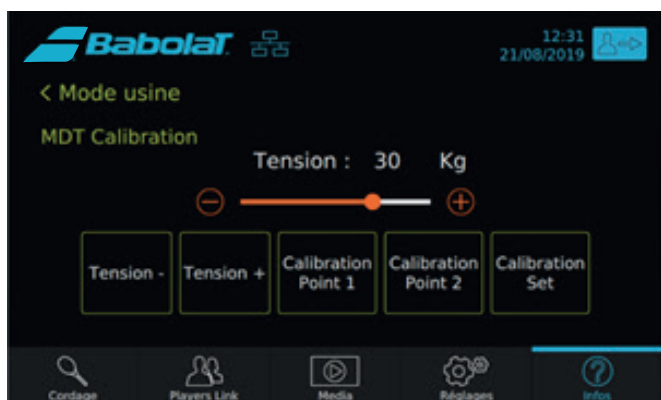 Babolat
12:31
21/08/2019
< Mode usine
MDT Calibration
Tension : 30 Kg
Tension -
Tension +
Calibration Point 1
Calibration Point 2
Calibration Set
Cordage
Players Link
Media
Réglages
Infos